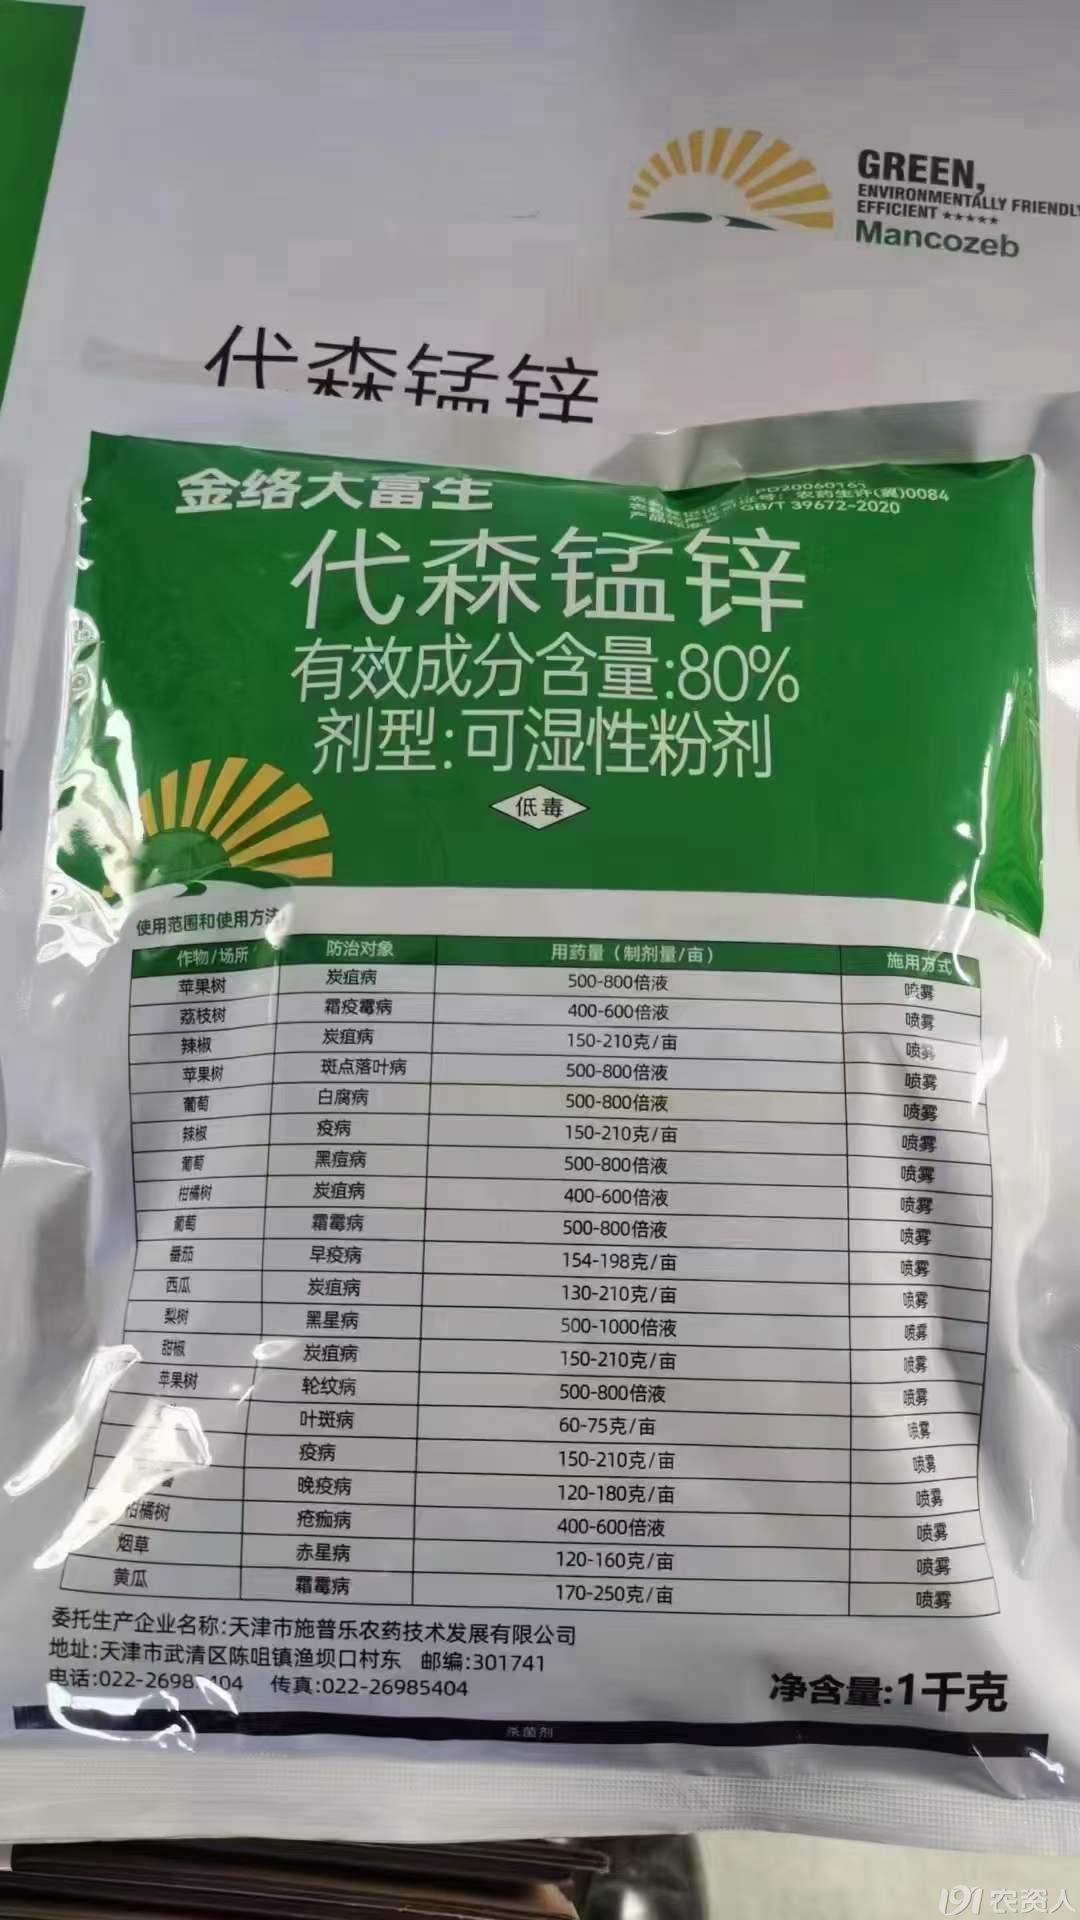 GREEN,
ENVIRONMENTALLY FRIENDLY
EFFICIENT ★★★★★
Mancozeb
代森锰锌
金络大富生
PD20060161
农药生许(冀)0084
GB/T 39672-2020
代森锰锌
有效成分含量:80%
剂型:可湿性粉剂
低毒
使用范围和使用方法:
作物/场所 防治对象 用药量（制剂量/亩） 施用方式
苹果树 炭疽病 500-800倍液 喷雾
荔枝树 霜疫霉病 400-600倍液 喷雾
辣椒 炭疽病 150-210克/亩 喷雾
苹果树 斑点落叶病 500-800倍液 喷雾
葡萄 白腐病 500-800倍液 喷雾
辣椒 疫病 150-210克/亩 喷雾
葡萄 黑痘病 500-800倍液 喷雾
柑橘树 炭疽病 400-600倍液 喷雾
葡萄 霜霉病 500-800倍液 喷雾
番茄 早疫病 154-198克/亩 喷雾
西瓜 炭疽病 130-210克/亩 喷雾
梨树 黑星病 500-1000倍液 喷雾
甜椒 炭疽病 150-210克/亩 喷雾
苹果树 轮纹病 500-800倍液 喷雾
叶斑病 60-75克/亩 喷雾
疫病 150-210克/亩 喷雾
晚疫病 120-180克/亩 喷雾
柑橘树 疮痂病 400-600倍液 喷雾
烟草 赤星病 120-160克/亩 喷雾
黄瓜 霜霉病 170-250克/亩 喷雾
委托生产企业名称:天津市施普乐农药技术发展有限公司
地址:天津市武清区陈咀镇渔坝口村东 邮编:301741
电话:022-2698 404 传真:022-26985404
净含量:1千克
杀菌剂
191农资人